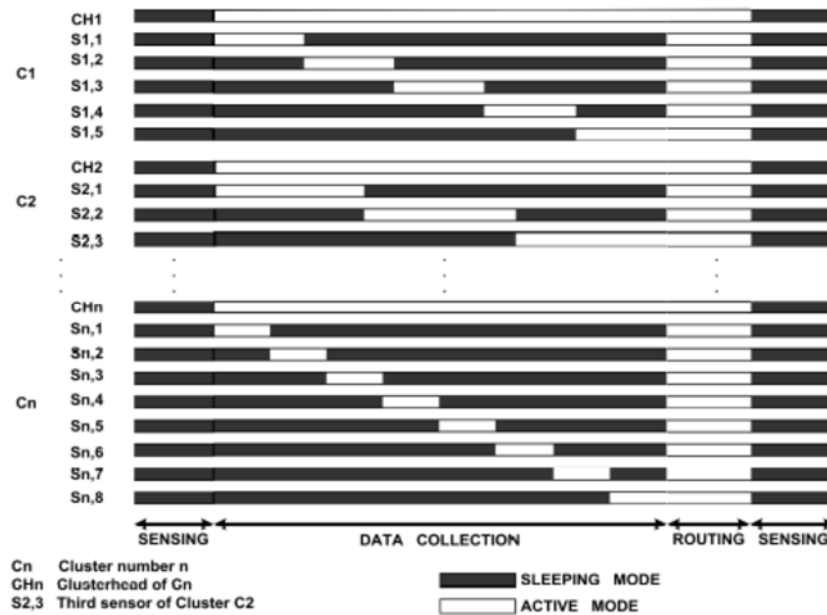 CH1
S1,1
S1,2
C1
S1,3
S1,4
S1,5
CH2
S2,1
C2
S2,2
S2,3
CHn
Sn,1
Sn,2
Sn,3
Cn
Sn,4
Sn,5
Sn,6
Sn,7
Sn,8
SENSING DATA COLLECTION ROUTING SENSING
Cn Cluster number n
CHn Clusterhead of Cn SLEEPING MODE
S2,3 Third sensor of Cluster C2 ACTIVE MODE